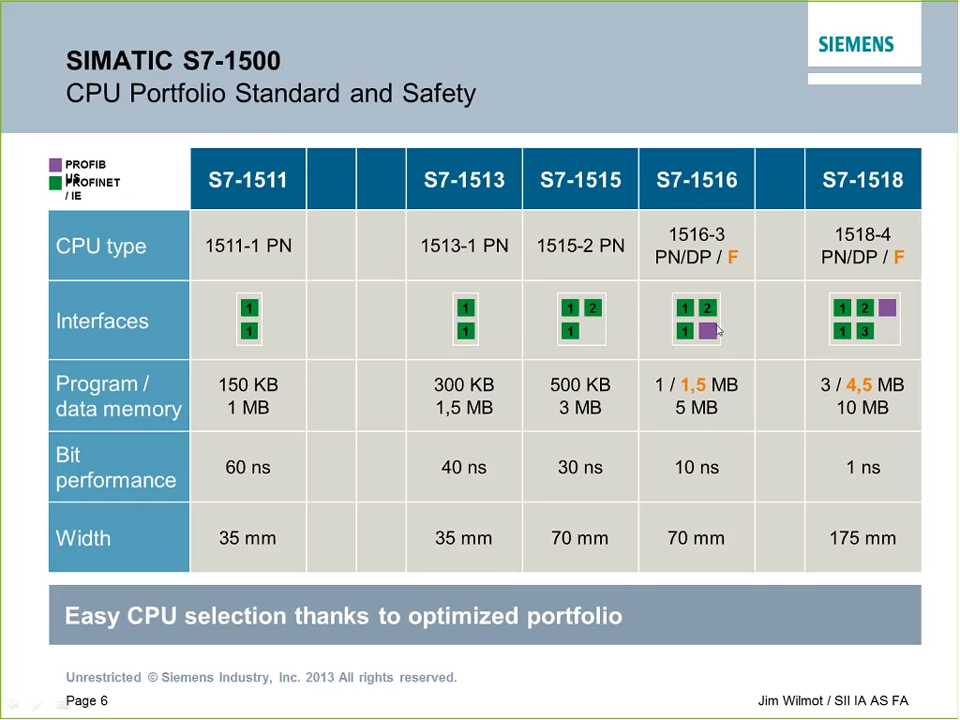 SIMATIC S7-1500
CPU Portfolio Standard and Safety
SIEMENS
PROFIB
US
PROFINET
/ IE
S7-1511 S7-1513 S7-1515 S7-1516 S7-1518
CPU type 1511-1 PN 1513-1 PN 1515-2 PN 1516-3 PN/DP / F 1518-4 PN/DP / F
Interfaces
1 1 1 2 1 2 1 2
1 1 1 1 1 3
Program / data memory
150 KB 300 KB 500 KB 1 / 1,5 MB 3 / 4,5 MB
1 MB 1,5 MB 3 MB 5 MB 10 MB
Bit performance 60 ns 40 ns 30 ns 10 ns 1 ns
Width 35 mm 35 mm 70 mm 70 mm 175 mm
Easy CPU selection thanks to optimized portfolio
Unrestricted © Siemens Industry, Inc. 2013 All rights reserved.
Page 6 Jim Wilmot / SII IA AS FA